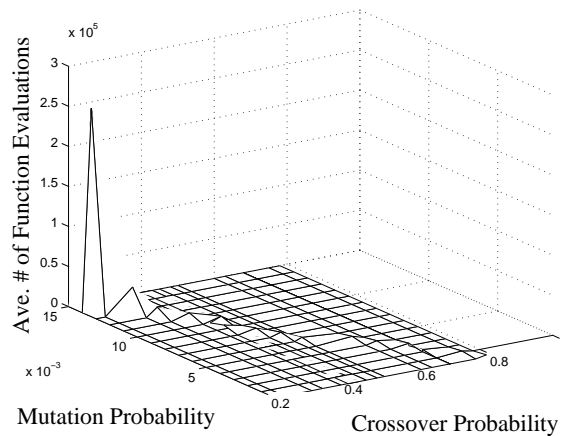 x 10^5
Ave. # of Function Evaluations
3
2.5
2
1.5
1
0.5
0
15
10
5
x 10^-3
0.2
0.4
0.6
0.8
Mutation Probability
Crossover Probability